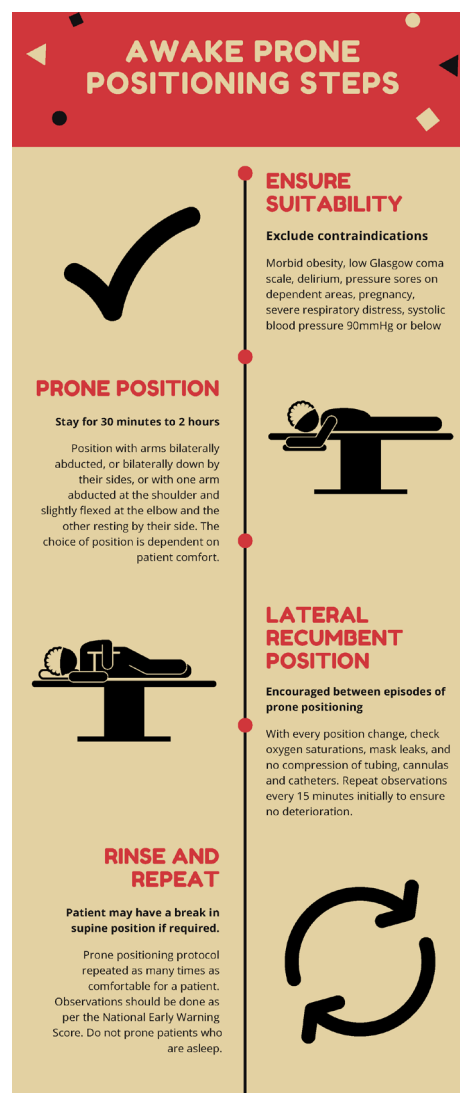 AWAKE PRONE
POSITIONING STEPS
ENSURE
SUITABILITY
Exclude contraindications
Morbid obesity, low Glasgow coma
scale, delirium, pressure sores on
dependent areas, pregnancy,
severe respiratory distress, systolic
blood pressure 90mmHg or below
PRONE POSITION
Stay for 30 minutes to 2 hours
Position with arms bilaterally
abducted, or bilaterally down by
their sides, or with one arm
abducted at the shoulder and
slightly flexed at the elbow and the
other resting by their side. The
choice of position is dependent on
patient comfort.
LATERAL
RECUMBENT
POSITION
Encouraged between episodes of
prone positioning
With every position change, check
oxygen saturations, mask leaks, and
no compression of tubing, cannulas
and catheters. Repeat observations
every 15 minutes initially to ensure
no deterioration.
RINSE AND
REPEAT
Patient may have a break in
supine position if required.
Prone positioning protocol
repeated as many times as
comfortable for a patient.
Observations should be done as
per the National Early Warning
Score. Do not prone patients who
are asleep.